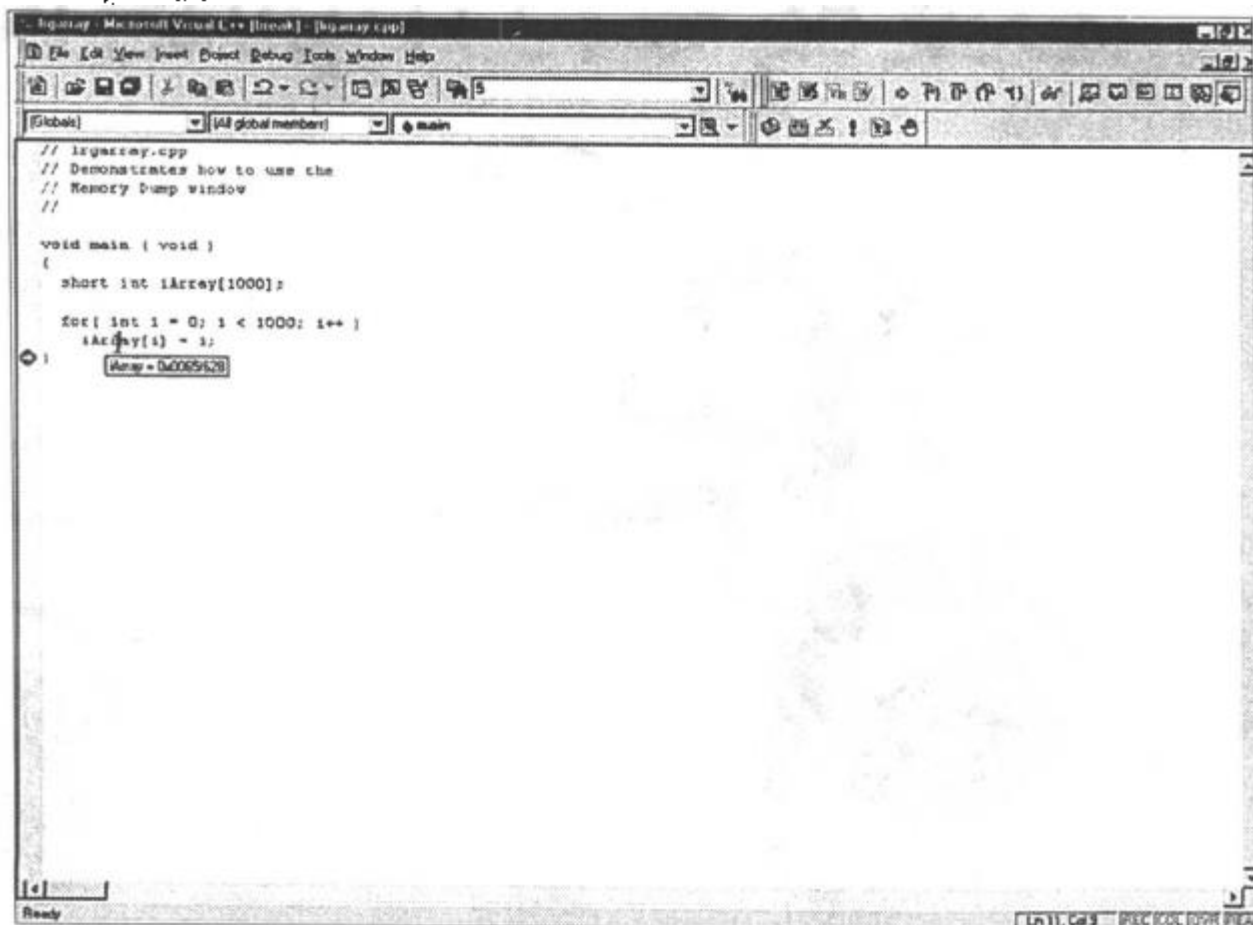 lrgarray - Microsoft Visual C++ [break] - [lrgarray.cpp]
File Edit View Insert Project Debug Tools Window Help
5
(Globals) (All global members) main
// lrgarray.cpp
// Demonstrates how to use the
// Memory Dump window
//
void main ( void )
{
short int iArray[1000];
for( int i = 0; i < 1000; i++ )
iArray[i] = i;
}
iArray = 0x0065f628
Ready
Ln 11, Col 9 REC COL OVR REA